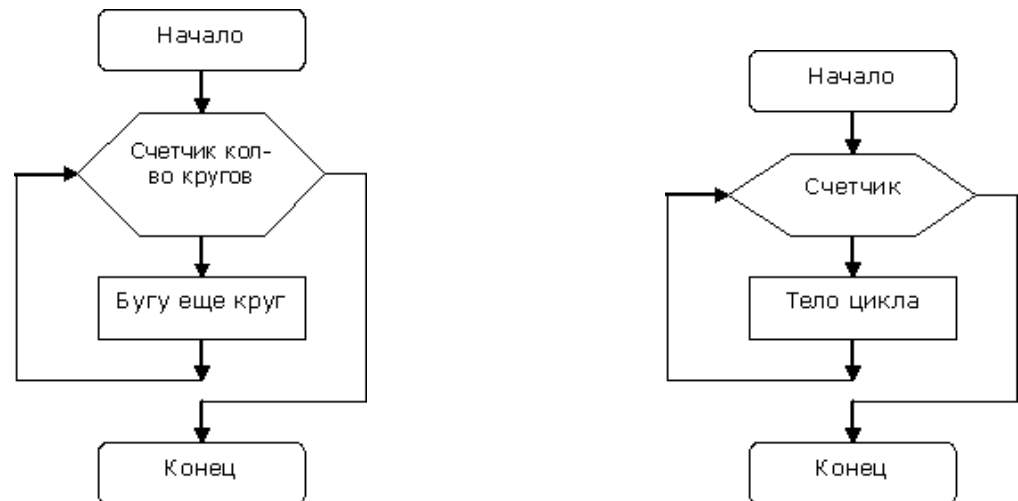 Начало
Счетчик кол-
во кругов
Бугу еще круг
Конец
Начало
Счетчик
Тело цикла
Конец